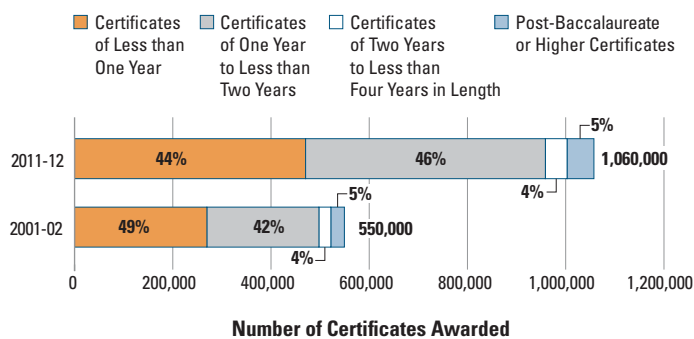 Certificates of Less than One Year
Certificates of One Year to Less than Two Years
Certificates of Two Years to Less than Four Years in Length
Post-Baccalaureate or Higher Certificates
5%
2011-12 44% 46% 1,060,000
4%
5%
2001-02 49% 42% 550,000
4%
0 200,000 400,000 600,000 800,000 1,000,000 1,200,000
Number of Certificates Awarded